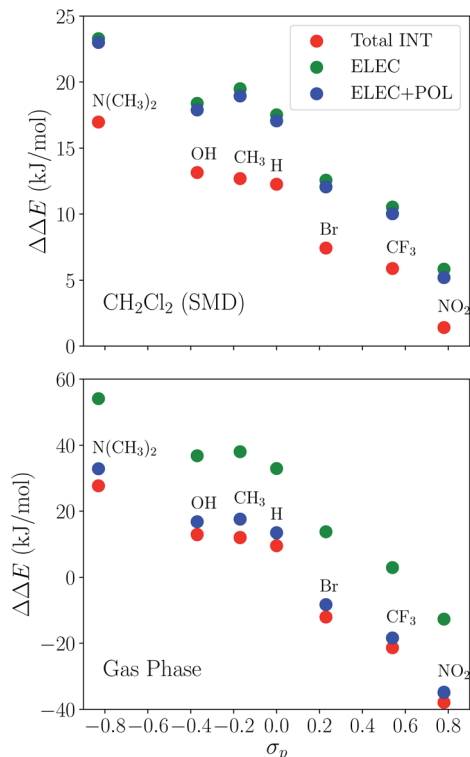 25
20
15
10
5
0
ΔΔE (kJ/mol)
Total INT
ELEC
ELEC+POL
N(CH₃)₂
OH
CH₃
H
Br
CF₃
NO₂
CH₂Cl₂ (SMD)
60
40
20
0
−20
−40
ΔΔE (kJ/mol)
N(CH₃)₂
OH
CH₃
H
Br
CF₃
NO₂
Gas Phase
−0.8 −0.6 −0.4 −0.2 0.0 0.2 0.4 0.6 0.8
σₚ